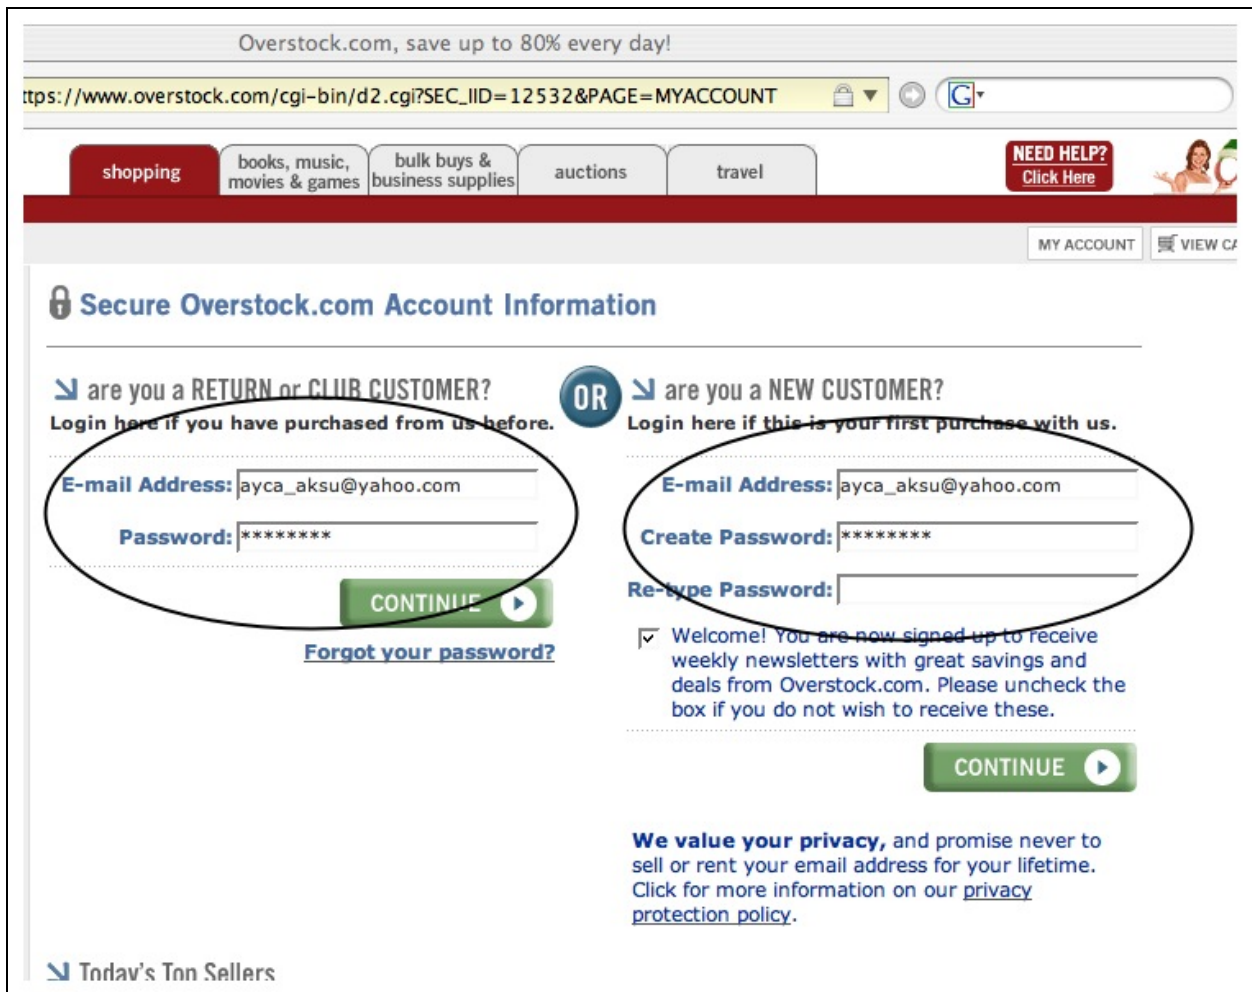 Overstock.com, save up to 80% every day!
ttps://www.overstock.com/cgi-bin/d2.cgi?SEC_IID=12532&PAGE=MYACCOUNT
G
shopping
books, music,
movies & games
bulk buys &
business supplies
auctions
travel
NEED HELP?
Click Here
MY ACCOUNT
VIEW CA
Secure Overstock.com Account Information
are you a RETURN or CLUB CUSTOMER?
Login here if you have purchased from us before.
E-mail Address: ayca_aksu@yahoo.com
Password: ********
CONTINUE
Forgot your password?
OR
are you a NEW CUSTOMER?
Login here if this is your first purchase with us.
E-mail Address: ayca_aksu@yahoo.com
Create Password: ********
Re-type Password:
Welcome! You are now signed up to receive
weekly newsletters with great savings and
deals from Overstock.com. Please uncheck the
box if you do not wish to receive these.
CONTINUE
We value your privacy, and promise never to
sell or rent your email address for your lifetime.
Click for more information on our privacy
protection policy.
Today's Top Sellers